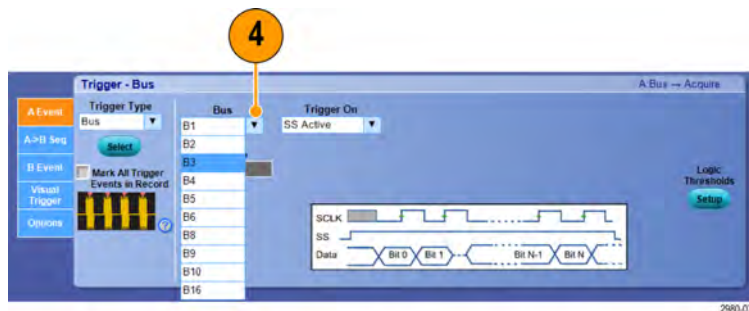 4
Trigger - Bus
A:Bus → Acquire
A Event
A->B Seq
B Event
Visual
Trigger
Options
Trigger Type
Bus
Select
Mark All Trigger
Events in Record
?
Bus
B1
B2
B3
B4
B5
B6
B8
B9
B10
B16
Trigger On
SS Active
SCLK
SS
Data
Bit 0
Bit 1
Bit N-1
Bit N
Logic
Thresholds
Setup